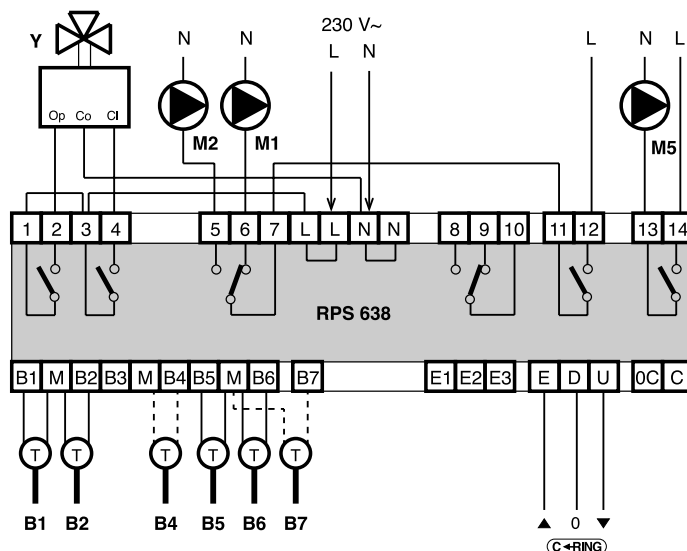 230 V~
Y N N L N L N L
Op Co Cl
M2 M1 M5
1 2 3 4 5 6 7 L L N N 8 9 10 11 12 13 14
RPS 638
B1 M B2 B3 M B4 B5 M B6 B7 E1 E2 E3 E D U 0C C
T T T T T T
B1 B2 B4 B5 B6 B7 0
C RING